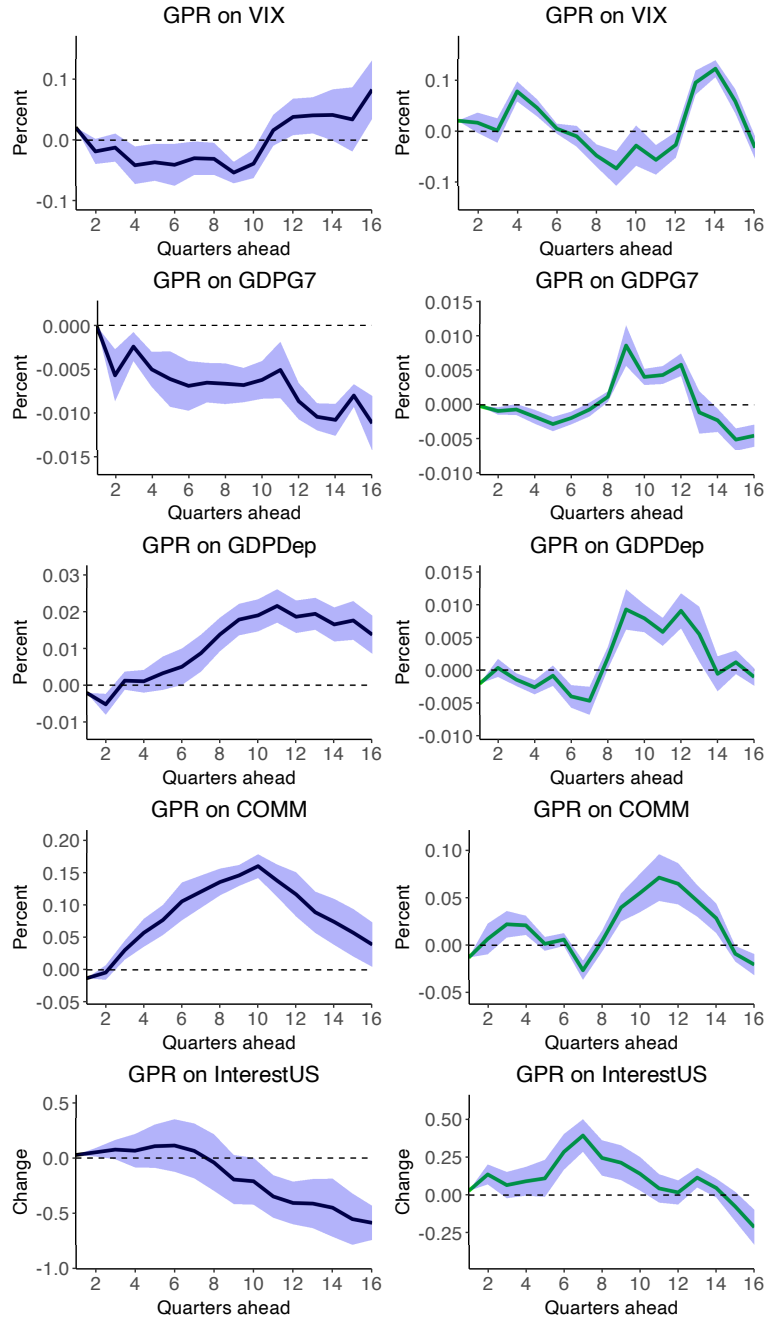 GPR on VIX
Percent
0.1
0.0
-0.1
2 4 6 8 10 12 14 16
Quarters ahead
GPR on VIX
Percent
0.1
0.0
-0.1
2 4 6 8 10 12 14 16
Quarters ahead
GPR on GDPG7
Percent
0.000
-0.005
-0.010
-0.015
2 4 6 8 10 12 14 16
Quarters ahead
GPR on GDPG7
Percent
0.015
0.010
0.005
0.000
-0.005
-0.010
2 4 6 8 10 12 14 16
Quarters ahead
GPR on GDPDep
Percent
0.03
0.02
0.01
0.00
-0.01
2 4 6 8 10 12 14 16
Quarters ahead
GPR on GDPDep
Percent
0.015
0.010
0.005
0.000
-0.005
-0.010
2 4 6 8 10 12 14 16
Quarters ahead
GPR on COMM
Percent
0.20
0.15
0.10
0.05
0.00
-0.05
2 4 6 8 10 12 14 16
Quarters ahead
GPR on COMM
Percent
0.10
0.05
0.00
-0.05
2 4 6 8 10 12 14 16
Quarters ahead
GPR on InterestUS
Change
0.5
0.0
-0.5
-1.0
2 4 6 8 10 12 14 16
Quarters ahead
GPR on InterestUS
Change
0.50
0.25
0.00
-0.25
2 4 6 8 10 12 14 16
Quarters ahead